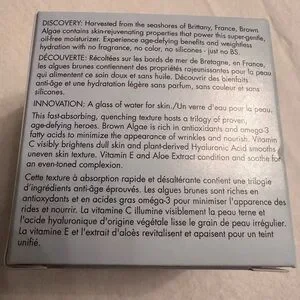 DISCOVERY: Harvested from the seashores of Brittany, France, Brown
Algae contains skin-rejuvenating properties that power this super-gentle,
oil-free moisturizer. Experience age-defying benefits and weightless
hydration with no fragrance, no color, no silicones - just no BS.
DÉCOUVERTE: Récoltées sur les bords de mer de Bretagne, en France,
les algues brunes contiennent des propriétés rajeunissantes pour la peau
qui alimentent ce soin doux et sans huile. Découvrez des bienfaits
anti-âge et une hydratation légère sans parfum, sans couleur et sans
silicones.
INNOVATION: A glass of water for skin./Un verre d'eau pour la peau.
This fast-absorbing, quenching texture hosts a trilogy of proven,
age-defying heroes. Brown Algae is rich in antioxidants and omega-3
fatty acids to minimize the appearance of wrinkles and nourish. Vitamin
C visibly brightens dull skin and plant-derived Hyaluronic Acid smooths
uneven skin texture. Vitamin E and Aloe Extract condition and soothe for
an even-toned complexion.
Cette texture à absorption rapide et désaltérante contient une trilogie
d'ingrédients anti-âge éprouvés. Les algues brunes sont riches en
antioxydants et en acides gras oméga-3 pour minimiser l'apparence des
rides et nourrir. La vitamine C illumine visiblement la peau terne et
l'acide hyaluronique d'origine végétale lisse le grain de peau irrégulier.
La vitamine E et l'extrait d'aloès revitalisent et apaisent pour un teint
unifié.